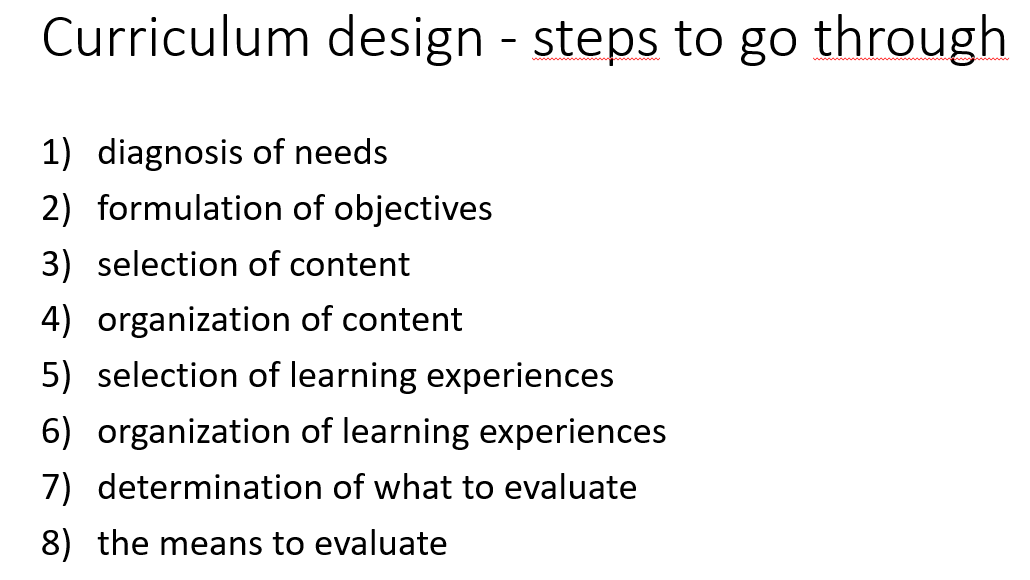 Curriculum design - steps to go through
1) diagnosis of needs
2) formulation of objectives
3) selection of content
4) organization of content
5) selection of learning experiences
6) organization of learning experiences
7) determination of what to evaluate
8) the means to evaluate